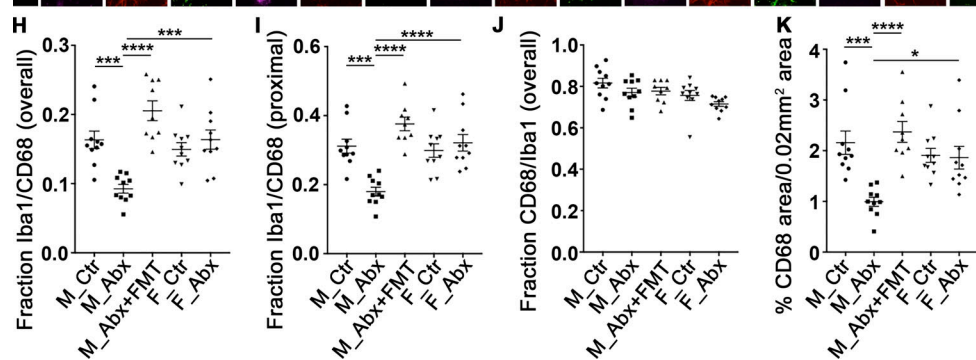 H
Fraction Iba1/CD68 (overall)
0.3
0.2
0.1
0.0
***
****
***
M_Ctr
M_Abx
M_Abx+FMT
F_Ctr
F_Abx
I
Fraction Iba1/CD68 (proximal)
0.6
0.4
0.2
0.0
***
****
****
M_Ctr
M_Abx
M_Abx+FMT
F_Ctr
F_Abx
J
Fraction CD68/Iba1 (overall)
1.0
0.8
0.6
0.4
0.2
0.0
M_Ctr
M_Abx
M_Abx+FMT
F_Ctr
F_Abx
K
% CD68 area/0.02mm² area
4
3
2
1
0
***
****
*
M_Ctr
M_Abx
M_Abx+FMT
F_Ctr
F_Abx